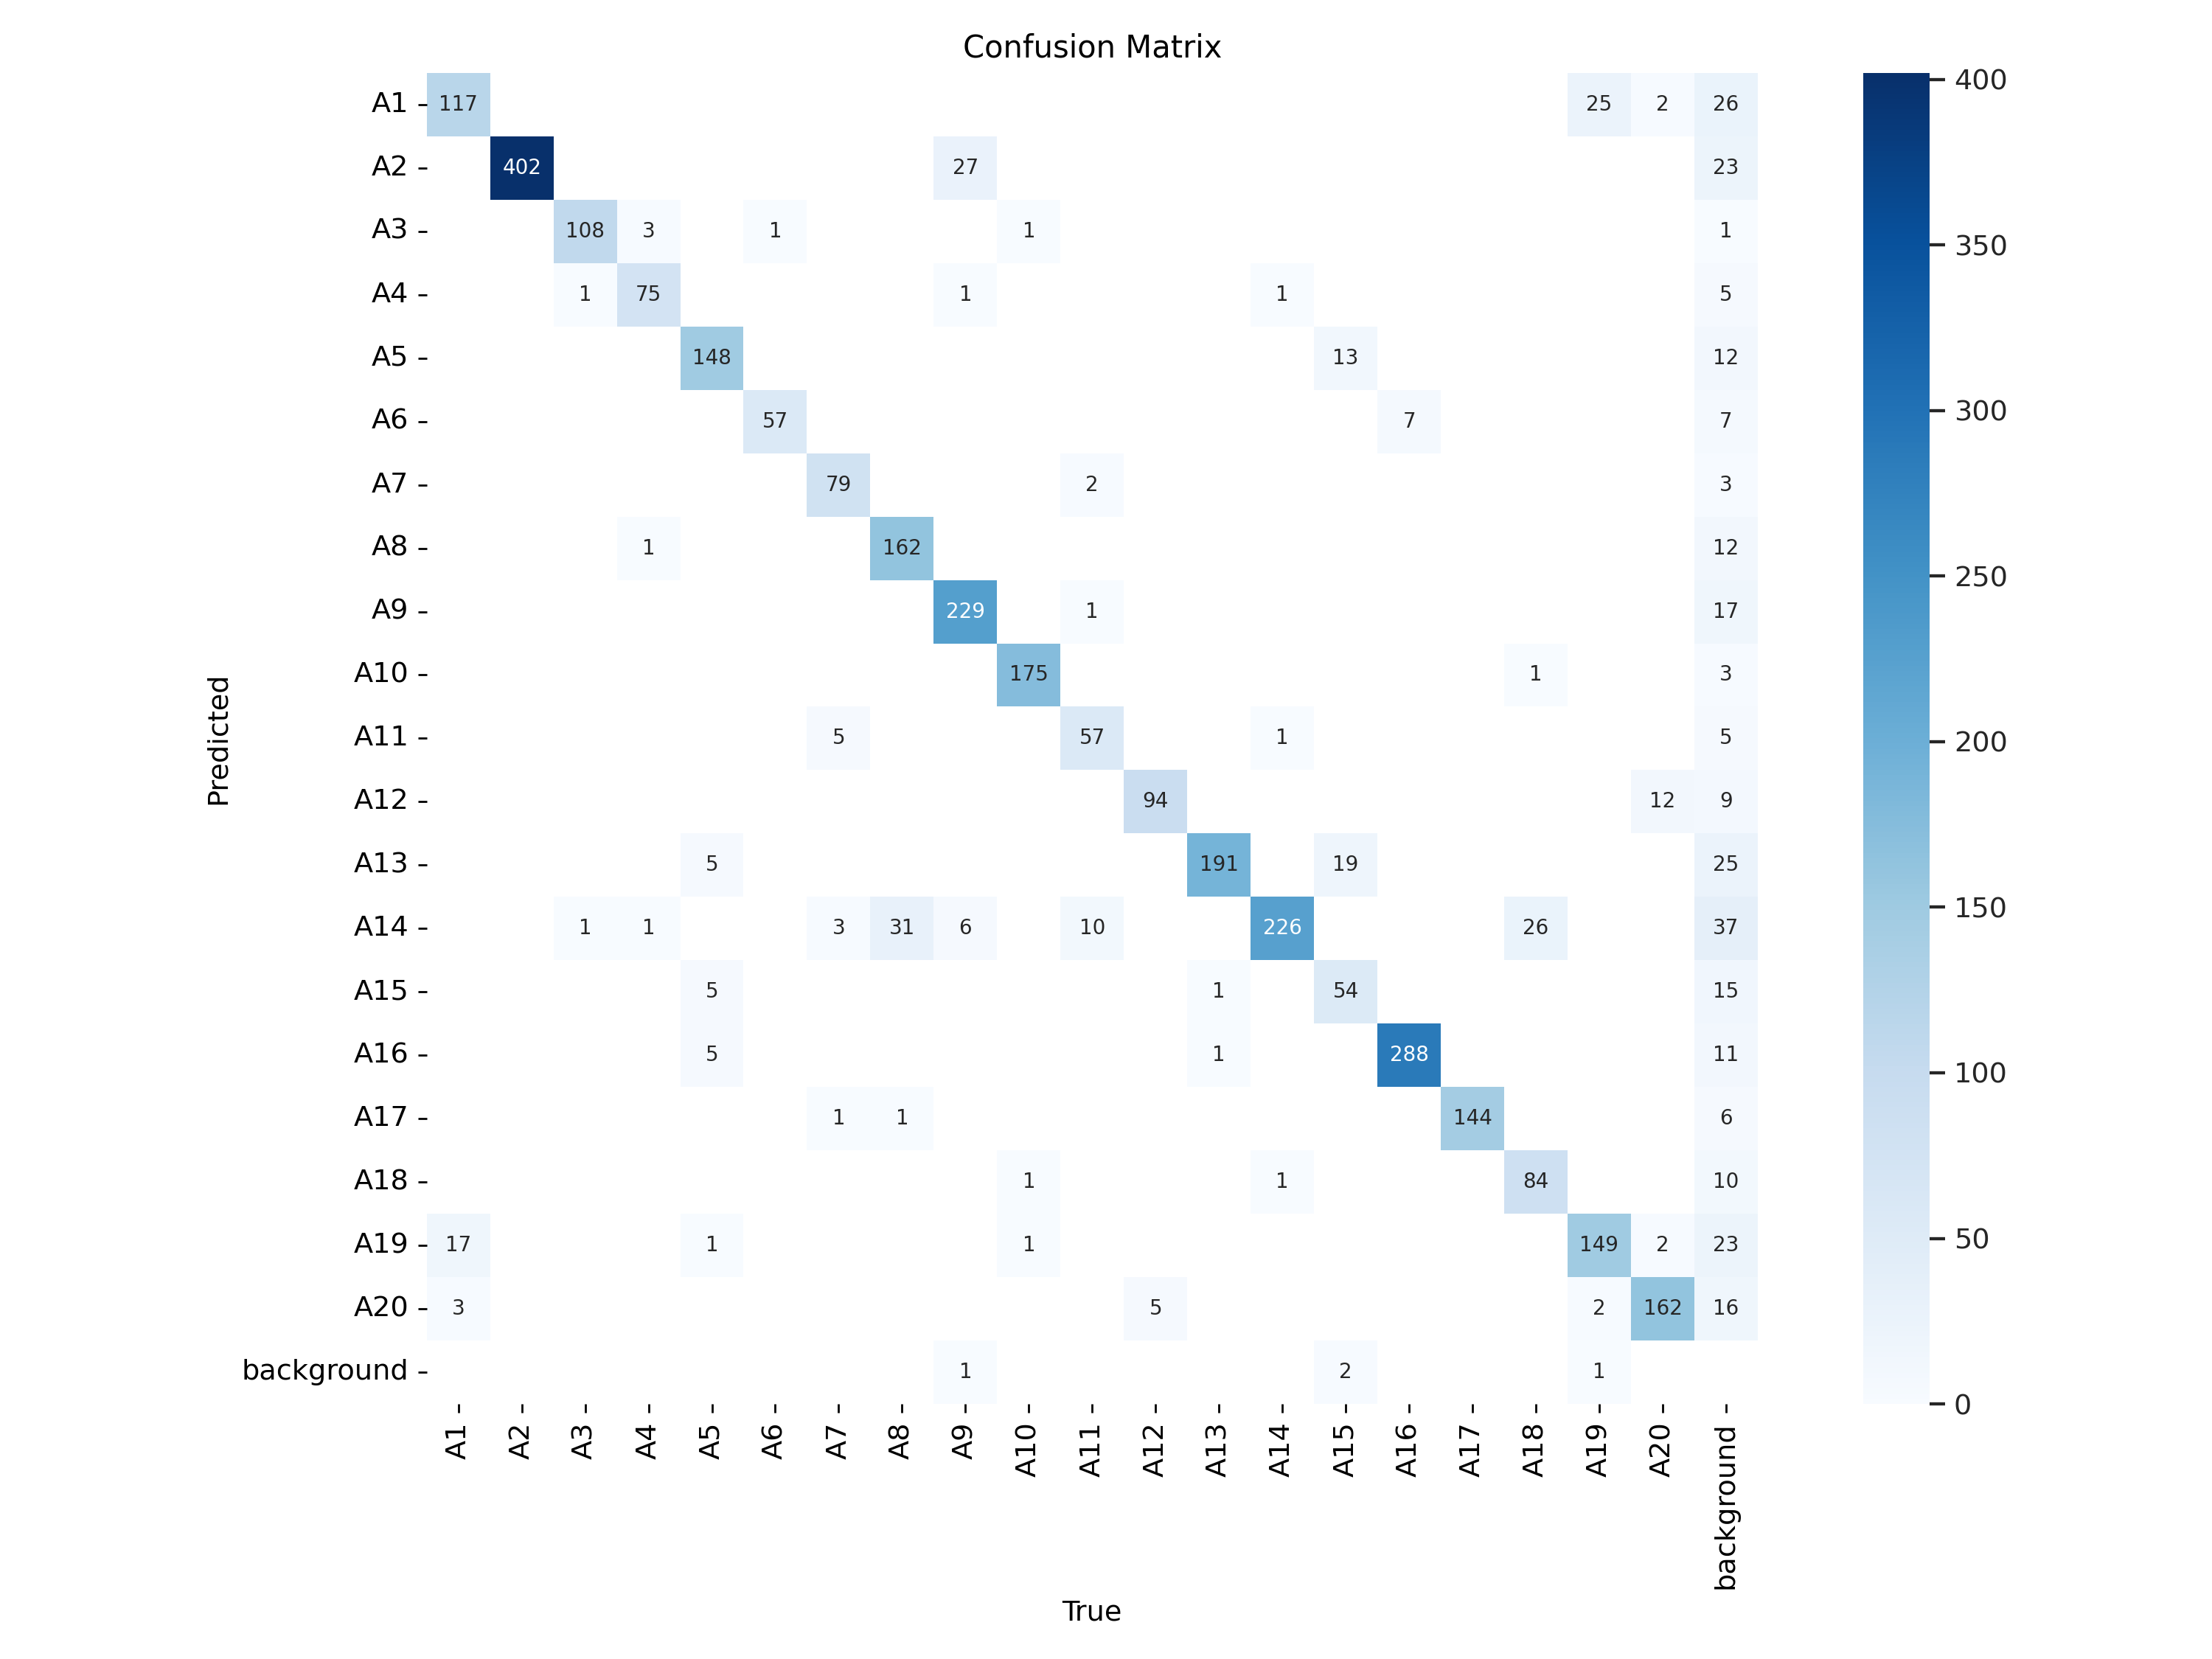 Confusion Matrix
A1 117 25 2 26
A2 402 27 23
A3 108 3 1 1 1
A4 1 75 1 1 5
A5 148 13 12
A6 57 7 7
A7 79 2 3
A8 1 162 12
A9 229 1 17
A10 175 1 3
A11 5 57 1 5
A12 94 12 9
A13 5 191 19 25
A14 1 1 3 31 6 10 226 26 37
A15 5 1 54 15
A16 5 1 288 11
A17 1 1 144 6
A18 1 1 84 10
A19 17 1 1 149 2 23
A20 3 5 2 162 16
background 1 2 1
A1 A2 A3 A4 A5 A6 A7 A8 A9 A10 A11 A12 A13 A14 A15 A16 A17 A18 A19 A20 background
True
Predicted
400
350
300
250
200
150
100
50
0